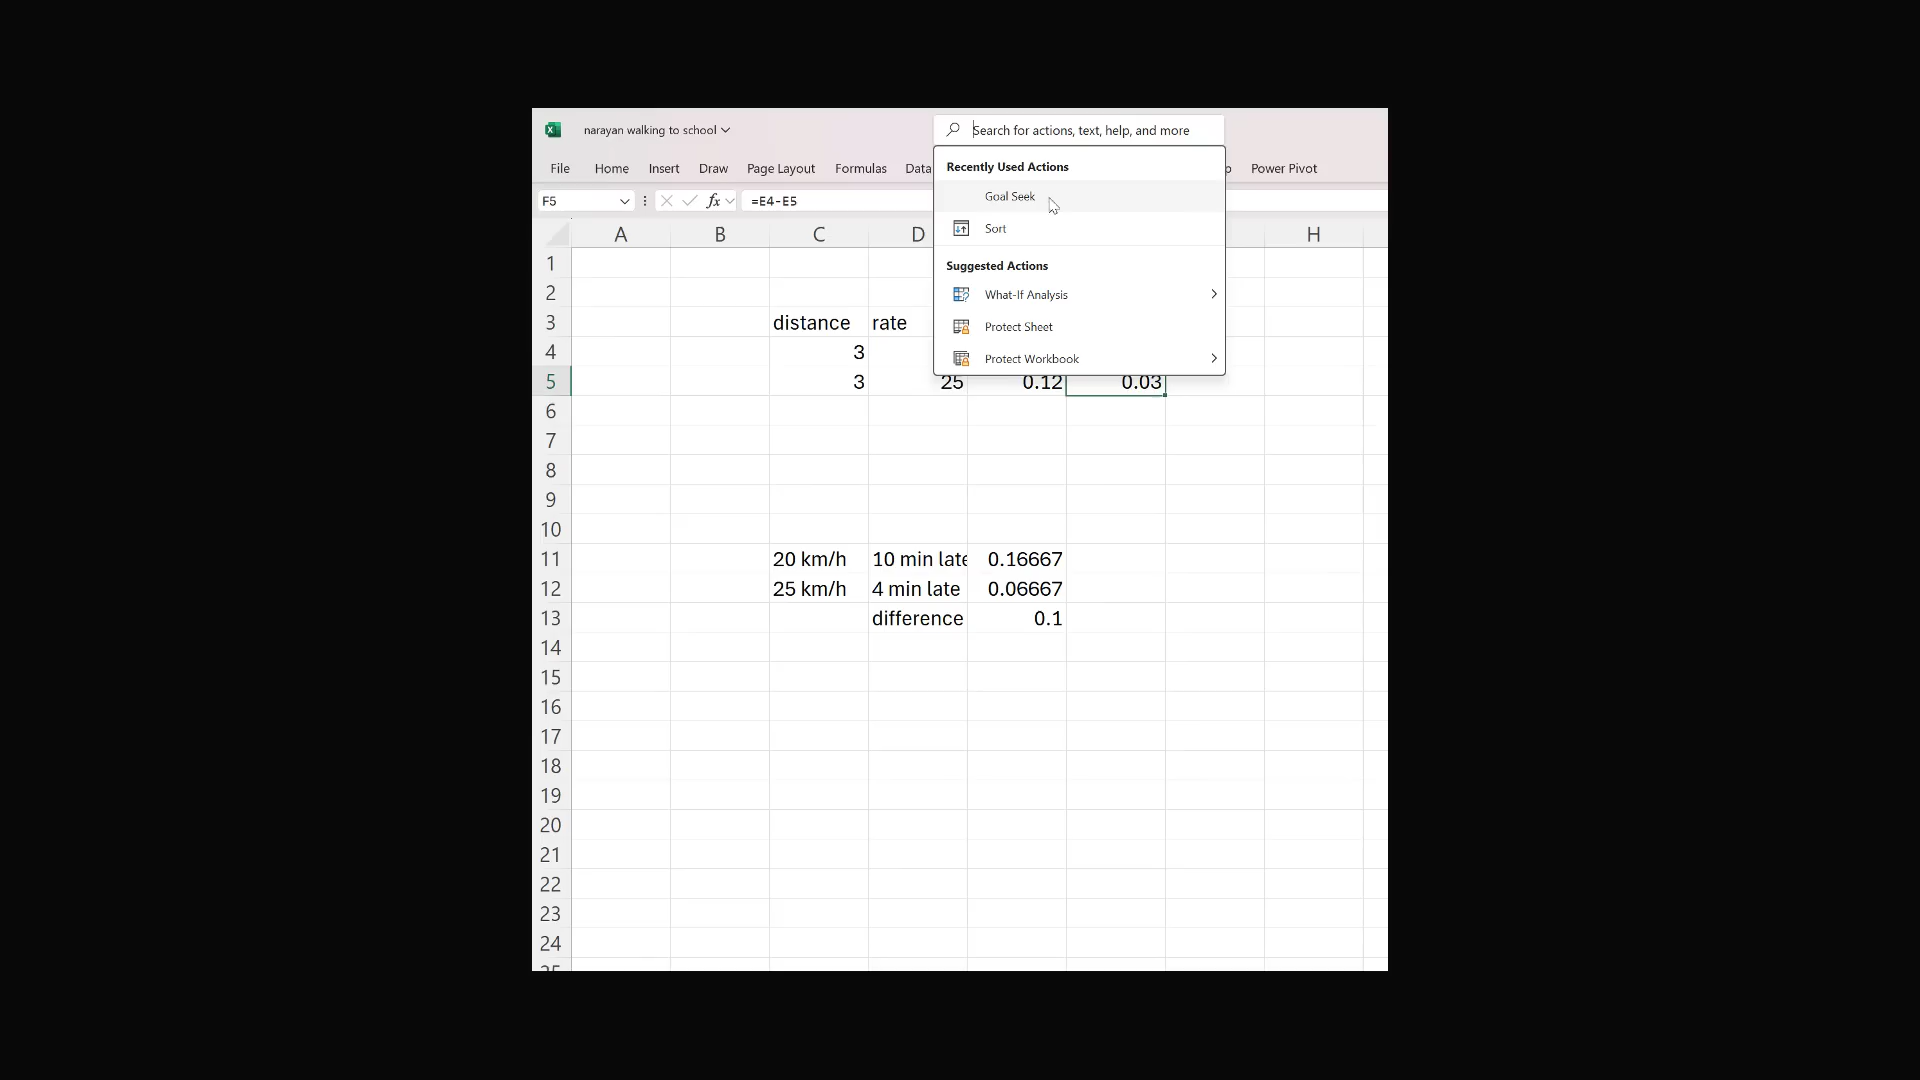 narayan walking to school
Search for actions, text, help, and more
File Home Insert Draw Page Layout Formulas Data Power Pivot
Recently Used Actions
Goal Seek
Sort
Suggested Actions
What-If Analysis
Protect Sheet
Protect Workbook
F5 fx =E4-E5
A B C D H
1
2
3 distance rate
4 3
5 3 25 0.12 0.03
6
7
8
9
10
11 20 km/h 10 min late 0.16667
12 25 km/h 4 min late 0.06667
13 difference 0.1
14
15
16
17
18
19
20
21
22
23
24